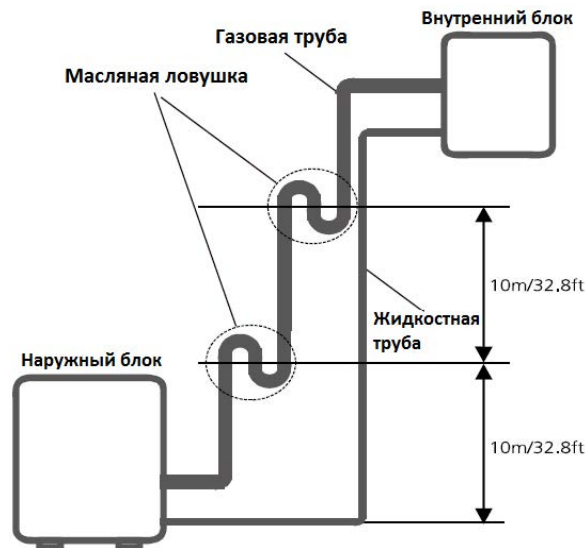 Внутренний блок
Газовая труба
Масляная ловушка
10m/32.8ft
Жидкостная
труба
Наружный блок
10m/32.8ft